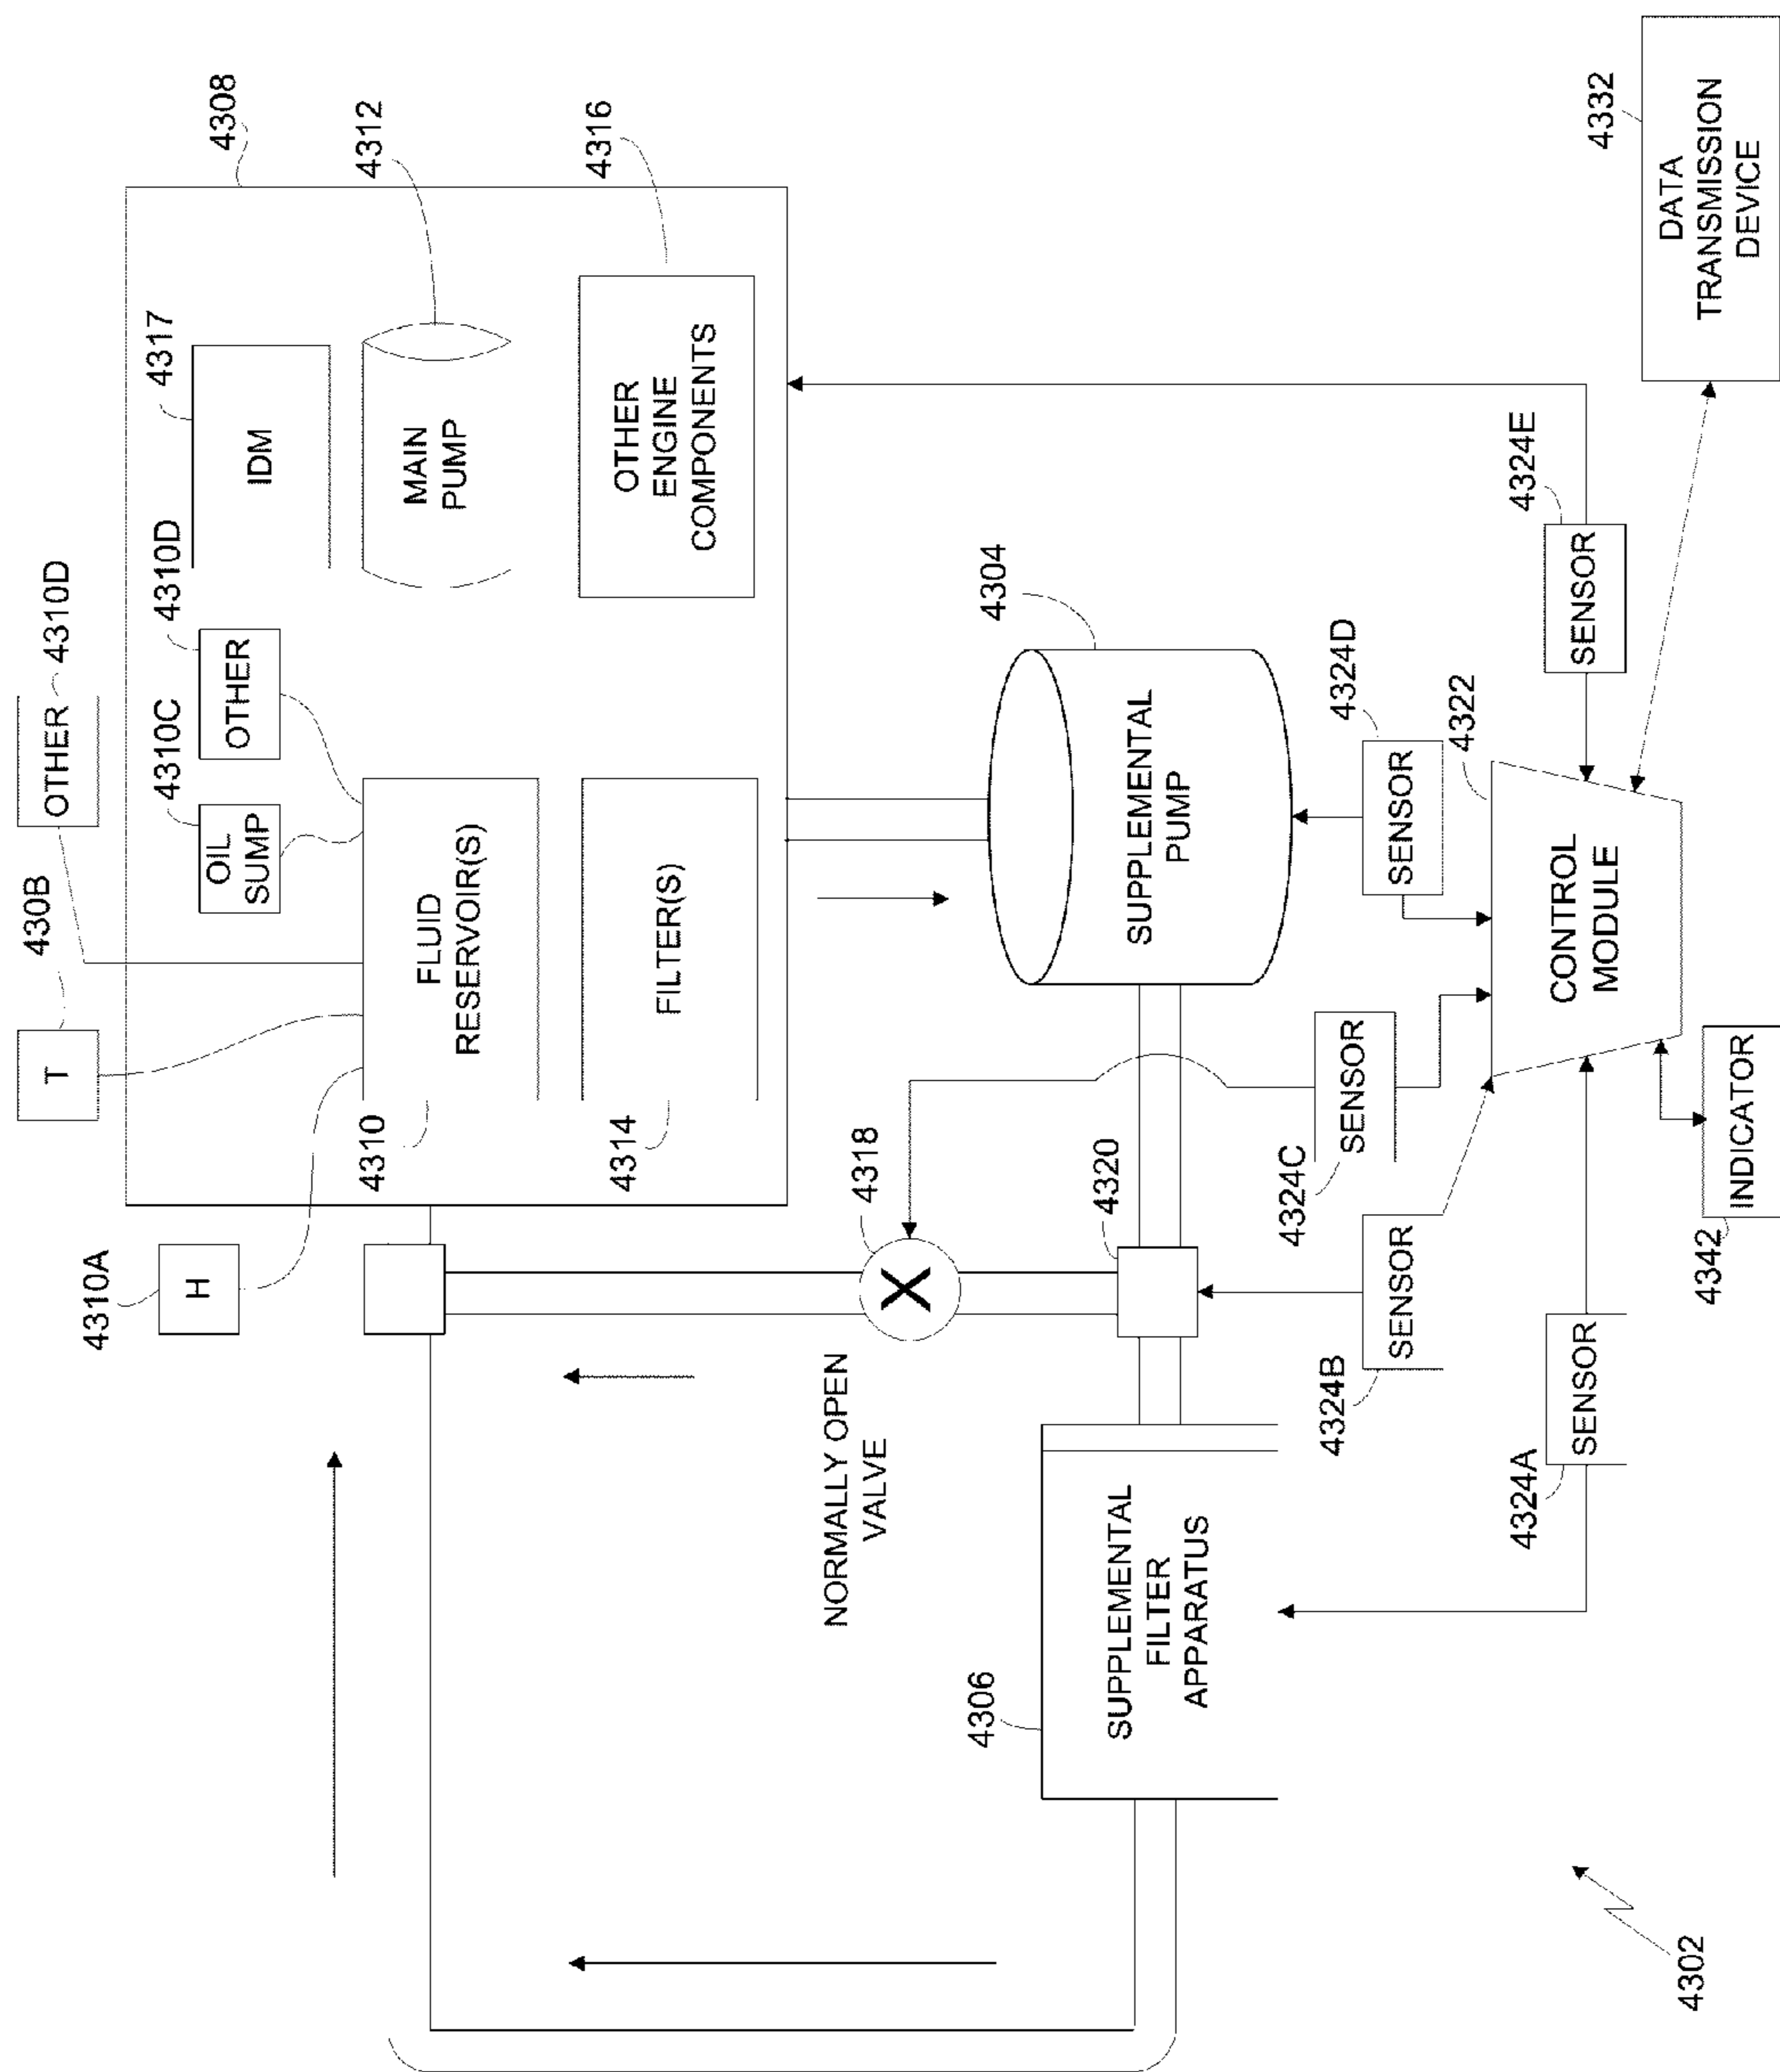 4308
4312
4316
4317
IDM
MAIN
PUMP
OTHER
ENGINE
COMPONENTS
4310D
OTHER
4310D
OTHER
4310C
OIL
SUMP
430B
T
4310A
H
FLUID
RESERVOIR(S)
4310
FILTER(S)
4314
4318
NORMALLY OPEN
VALVE
X
4320
4304
SUPPLEMENTAL
PUMP
4306
SUPPLEMENTAL
FILTER
APPARATUS
4324A
SENSOR
4324B
SENSOR
4324C
SENSOR
4324D
SENSOR
4324E
SENSOR
4322
CONTROL
MODULE
4342
INDICATOR
4332
DATA
TRANSMISSION
DEVICE
4302